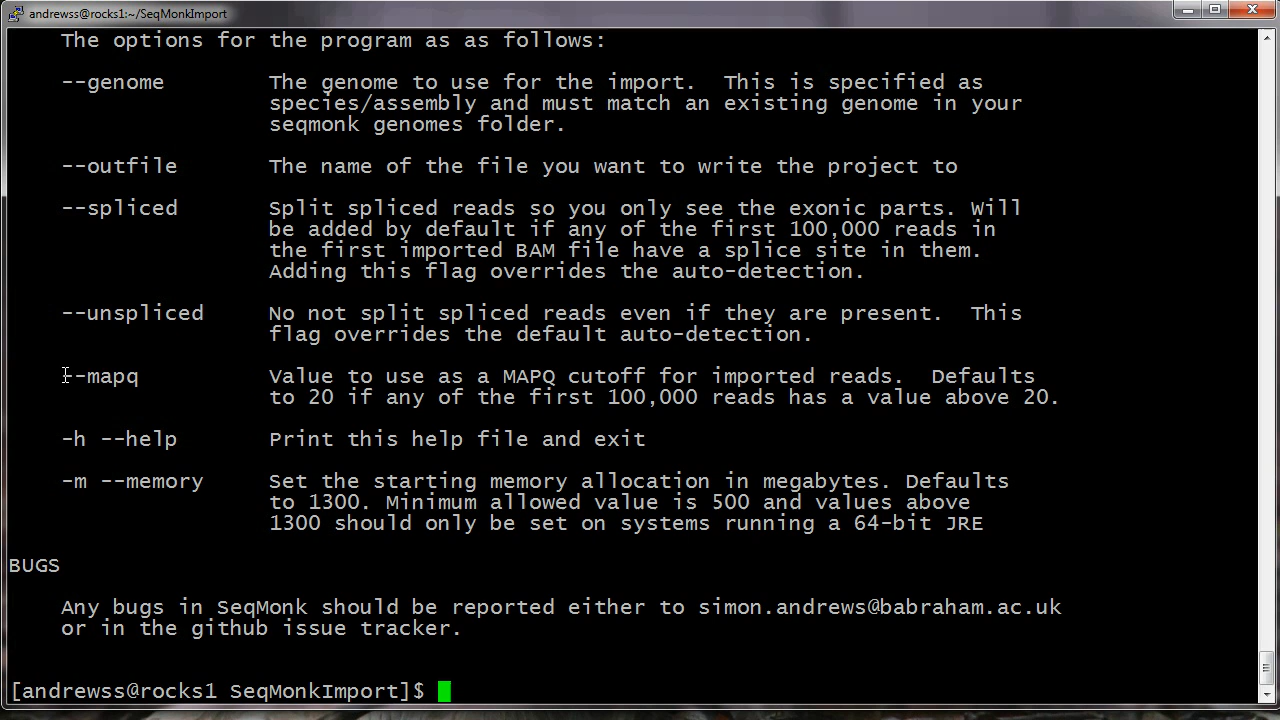 andrewss@rocks1:~/SeqMonkImport
The options for the program as as follows:
--genome The genome to use for the import. This is specified as
species/assembly and must match an existing genome in your
seqmonk genomes folder.
--outfile The name of the file you want to write the project to
--spliced Split spliced reads so you only see the exonic parts. Will
be added by default if any of the first 100,000 reads in
the first imported BAM file have a splice site in them.
Adding this flag overrides the auto-detection.
--unspliced No not split spliced reads even if they are present. This
flag overrides the default auto-detection.
--mapq Value to use as a MAPQ cutoff for imported reads. Defaults
to 20 if any of the first 100,000 reads has a value above 20.
-h --help Print this help file and exit
-m --memory Set the starting memory allocation in megabytes. Defaults
to 1300. Minimum allowed value is 500 and values above
1300 should only be set on systems running a 64-bit JRE
BUGS
Any bugs in SeqMonk should be reported either to simon.andrews@babraham.ac.uk
or in the github issue tracker.
[andrewss@rocks1 SeqMonkImport]$